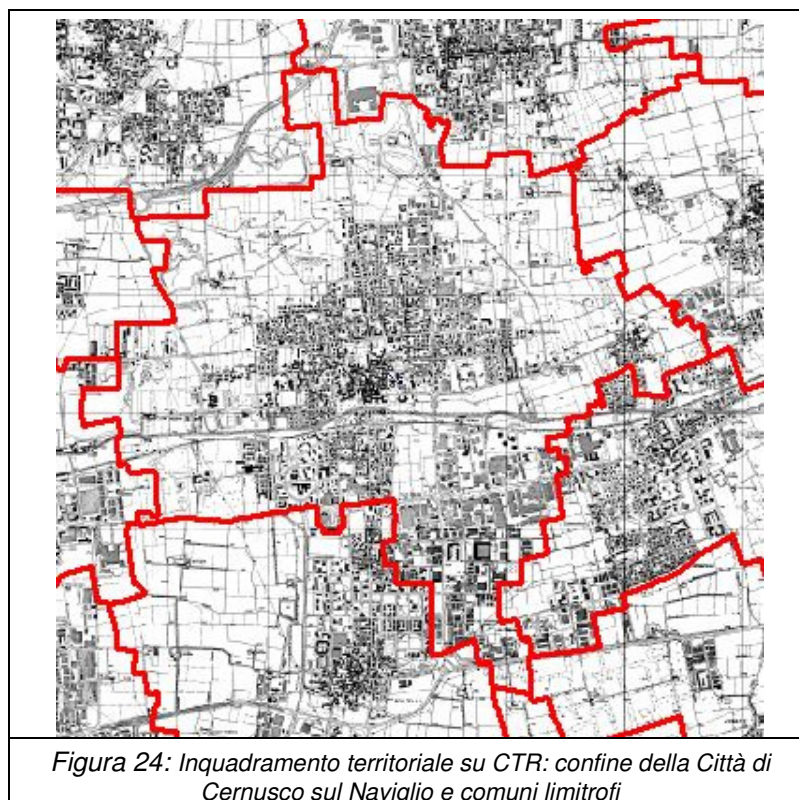 Figura 24: Inquadramento territoriale su CTR: confine della Città di
Cernusco sul Naviglio e comuni limitrofi